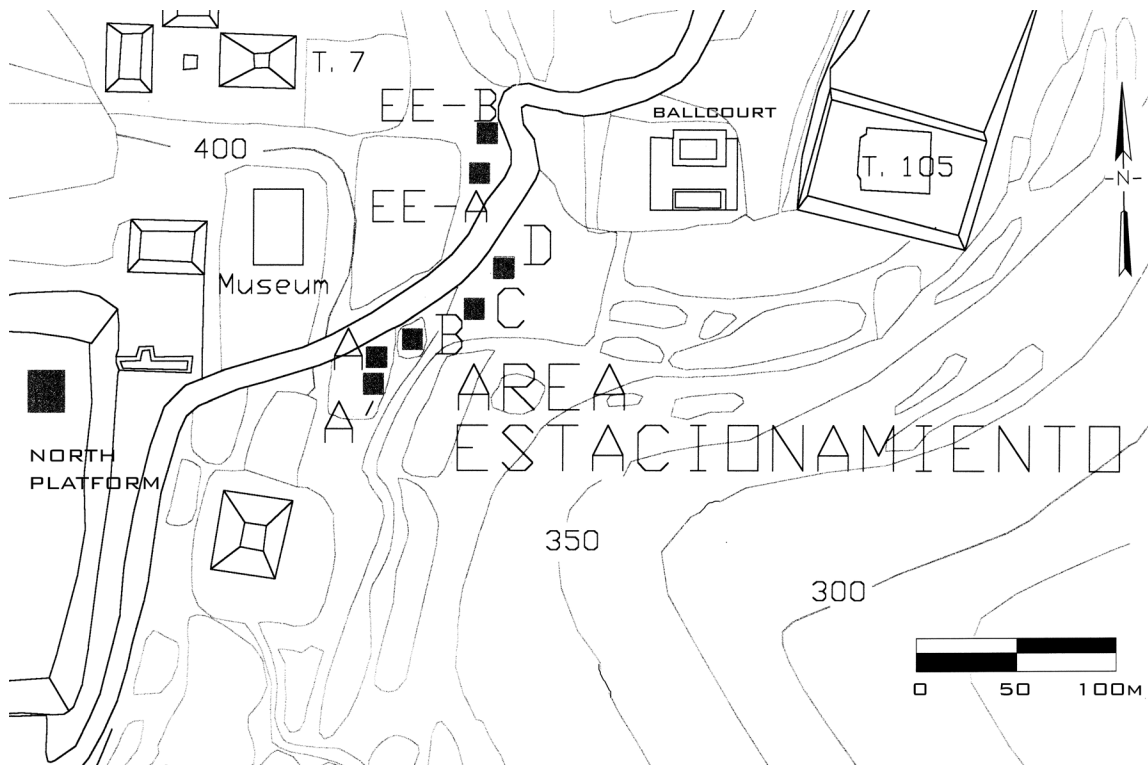 T. 7
EE-B
BALLCOURT
400
T. 105
-N-
EE-A
D
Museum
C
A
B
A'
AREA
ESTACIONAMIENTO
NORTH
PLATFORM
350
300
0 50 100M